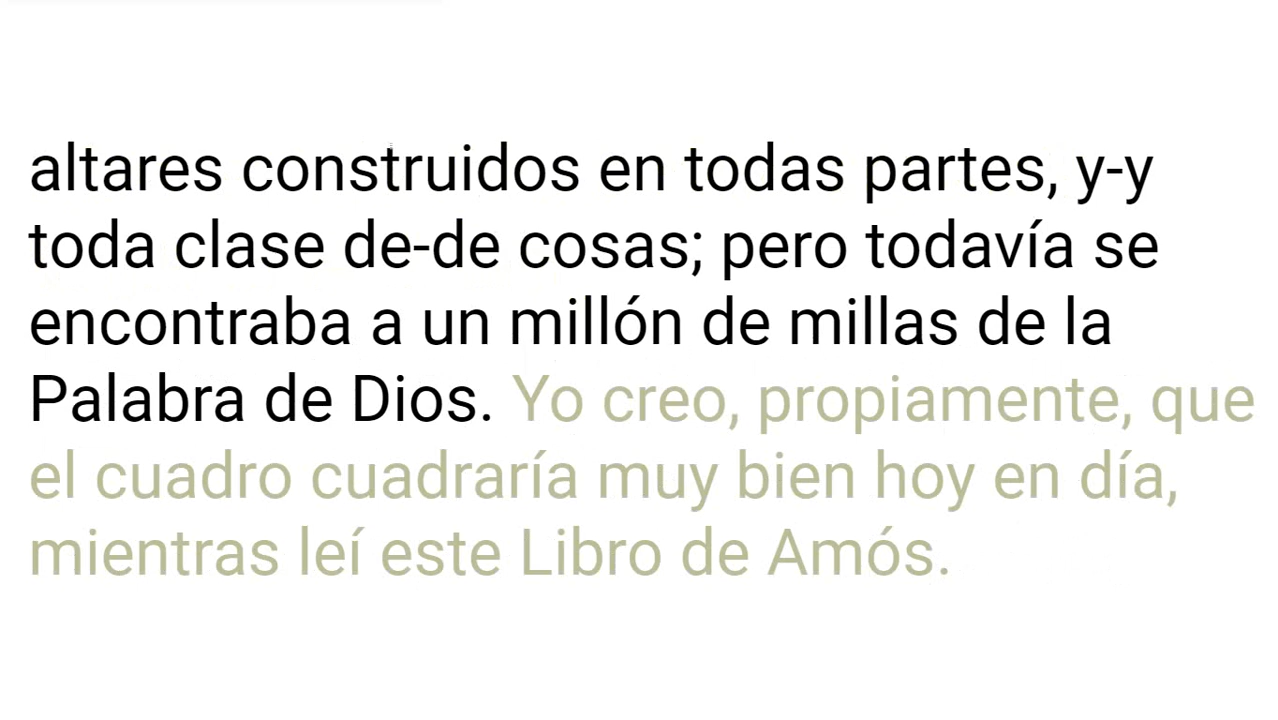 altares construidos en todas partes, y-y
toda clase de-de cosas; pero todavía se
encontraba a un millón de millas de la
Palabra de Dios. Yo creo, propiamente, que
el cuadro cuadraría muy bien hoy en día,
mientras leí este Libro de Amós.